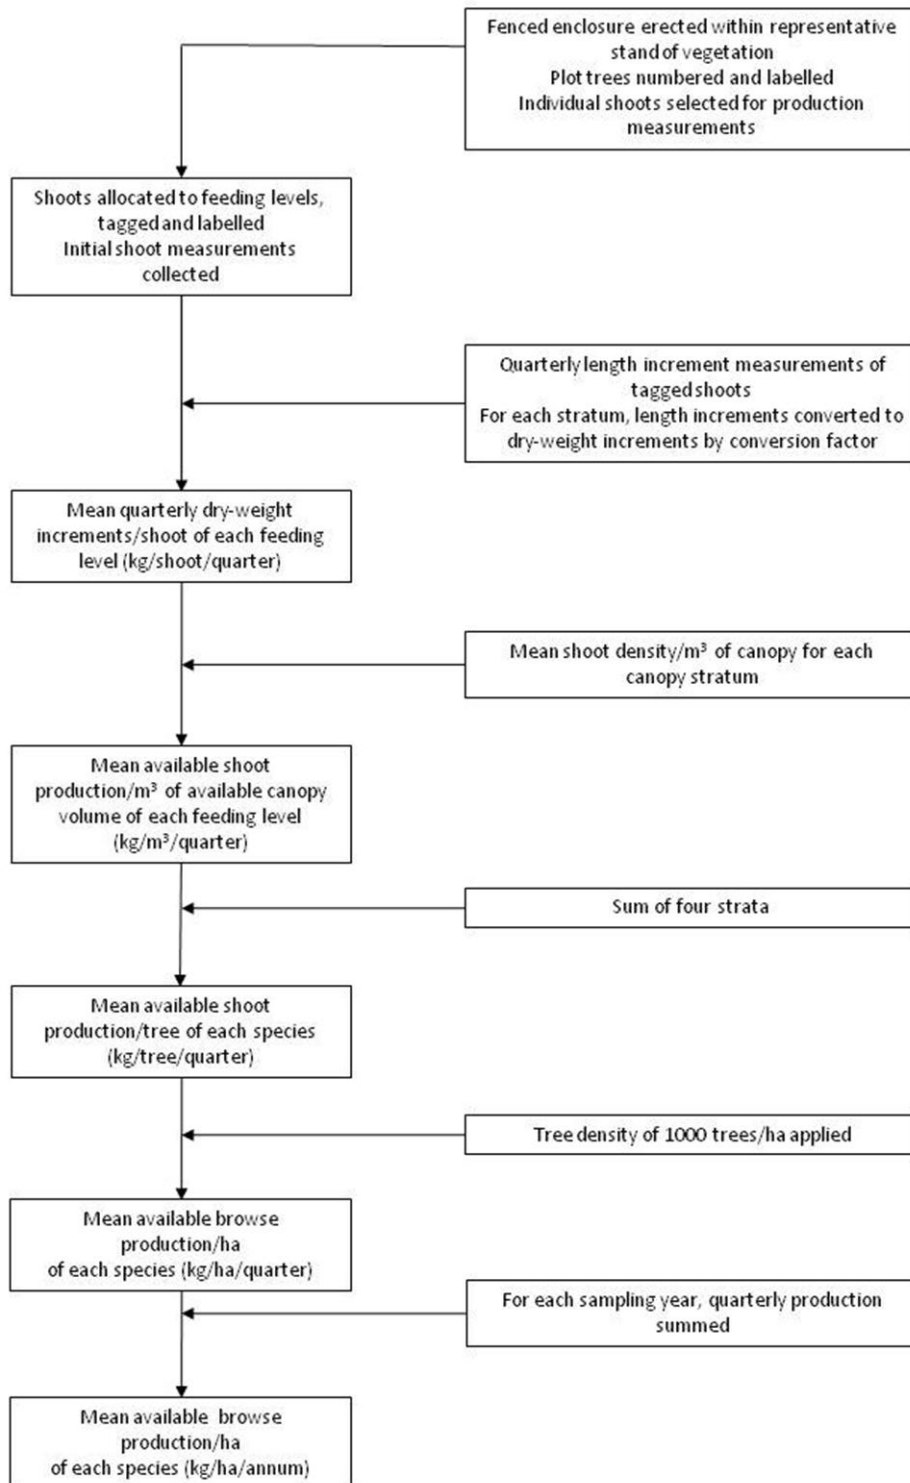 Fenced enclosure erected within representative
stand of vegetation
Plot trees numbered and labelled
Individual shoots selected for production
measurements
Shoots allocated to feeding levels,
tagged and labelled
Initial shoot measurements
collected
Quarterly length increment measurements of
tagged shoots
For each stratum, length increments converted to
dry-weight increments by conversion factor
Mean quarterly dry-weight
increments/shoot of each feeding
level (kg/shoot/quarter)
Mean shoot density/m³ of canopy for each
canopy stratum
Mean available shoot
production/m³ of available canopy
volume of each feeding level
(kg/m³/quarter)
Sum of four strata
Mean available shoot
production/tree of each species
(kg/tree/quarter)
Tree density of 1000 trees/ha applied
Mean available browse
production/ha
of each species (kg/ha/quarter)
For each sampling year, quarterly production
summed
Mean available browse
production/ha
of each species (kg/ha/annum)